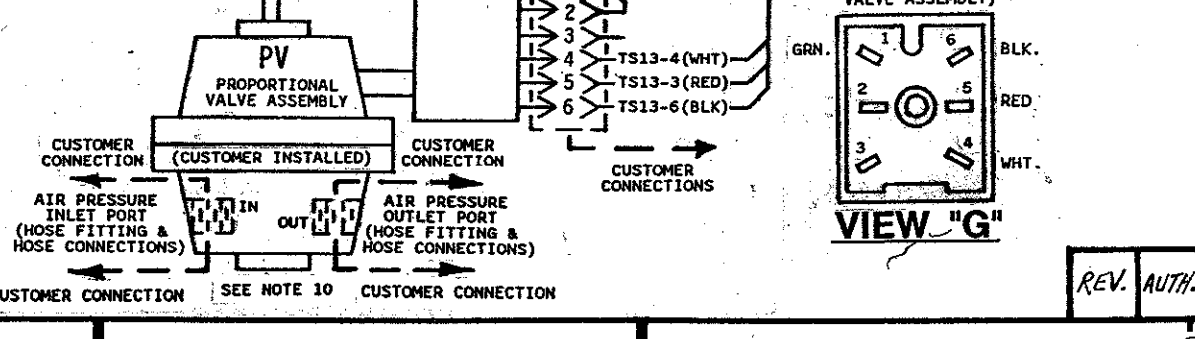 VALVE ASSEMBLY)
PV
PROPORTIONAL
VALVE ASSEMBLY
(CUSTOMER INSTALLED)
CUSTOMER
CONNECTION
AIR PRESSURE
INLET PORT
(HOSE FITTING &
HOSE CONNECTIONS)
IN
OUT
CUSTOMER
CONNECTION
AIR PRESSURE
OUTLET PORT
(HOSE FITTING &
HOSE CONNECTIONS)
CUSTOMER CONNECTION
SEE NOTE 10
CUSTOMER CONNECTION
2
3
4 TS13-4(WHT)
5 TS13-3(RED)
6 TS13-6(BLK)
CUSTOMER
CONNECTIONS
GRN. 1 6 BLK.
2 5 RED
3 4 WHT.
VIEW "G"
REV. AUTH.